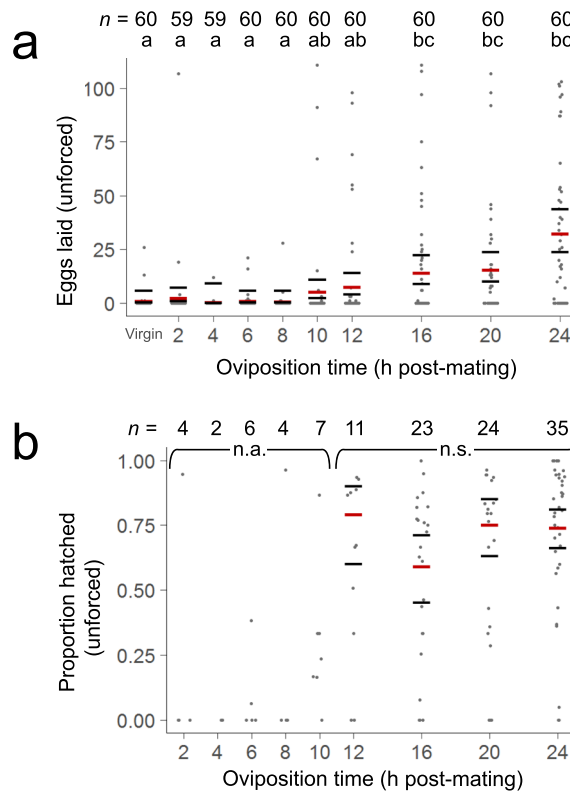 a
n = 60 59 59 60 60 60 60 60 60 60
a a a a a ab ab bc bc bc
Eggs laid (unforced)
100
75
50
25
0
Virgin 2 4 6 8 10 12 16 20 24
Oviposition time (h post-mating)
b
n = 4 2 6 4 7 11 23 24 35
n.a. n.s.
Proportion hatched
(unforced)
1.00
0.75
0.50
0.25
0.00
2 4 6 8 10 12 16 20 24
Oviposition time (h post-mating)